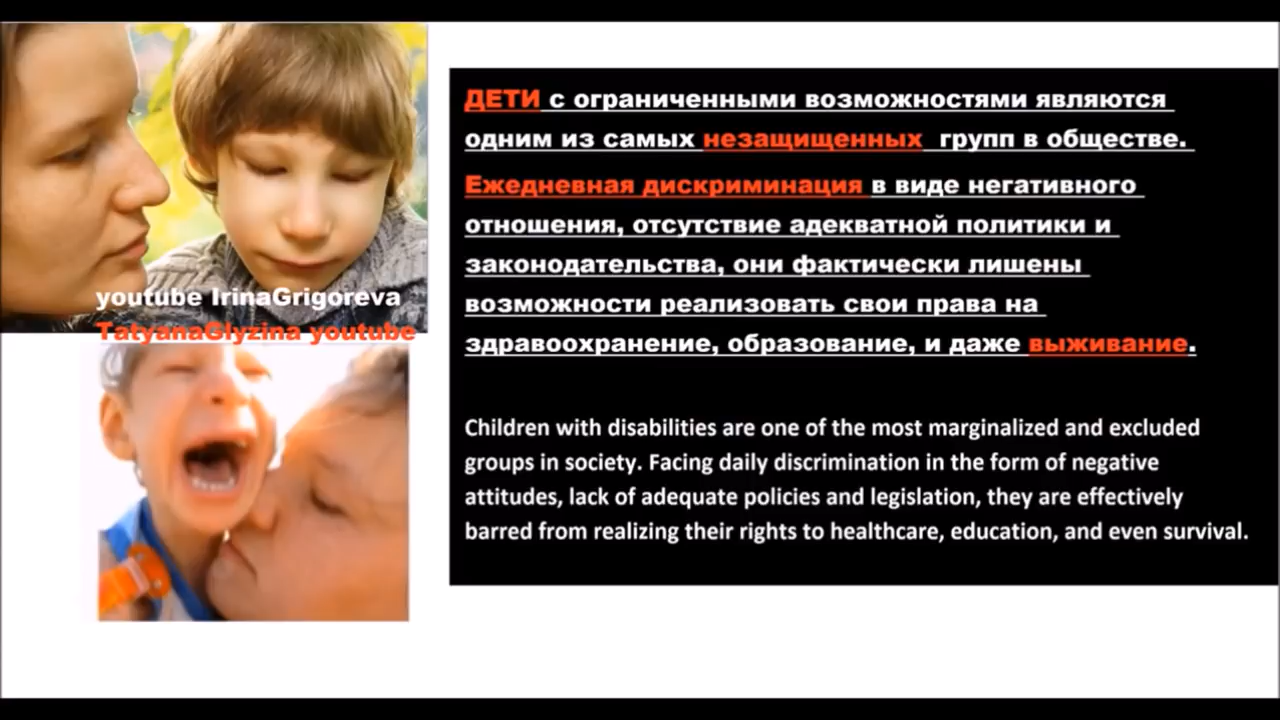 youtube IrinaGrigoreva
TatyanaGlyzina youtube
ДЕТИ с ограниченными возможностями являются
одним из самых незащищенных групп в обществе.
Ежедневная дискриминация в виде негативного
отношения, отсутствие адекватной политики и
законодательства, они фактически лишены
возможности реализовать свои права на
здравоохранение, образование, и даже выживание.
Children with disabilities are one of the most marginalized and excluded
groups in society. Facing daily discrimination in the form of negative
attitudes, lack of adequate policies and legislation, they are effectively
barred from realizing their rights to healthcare, education, and even survival.